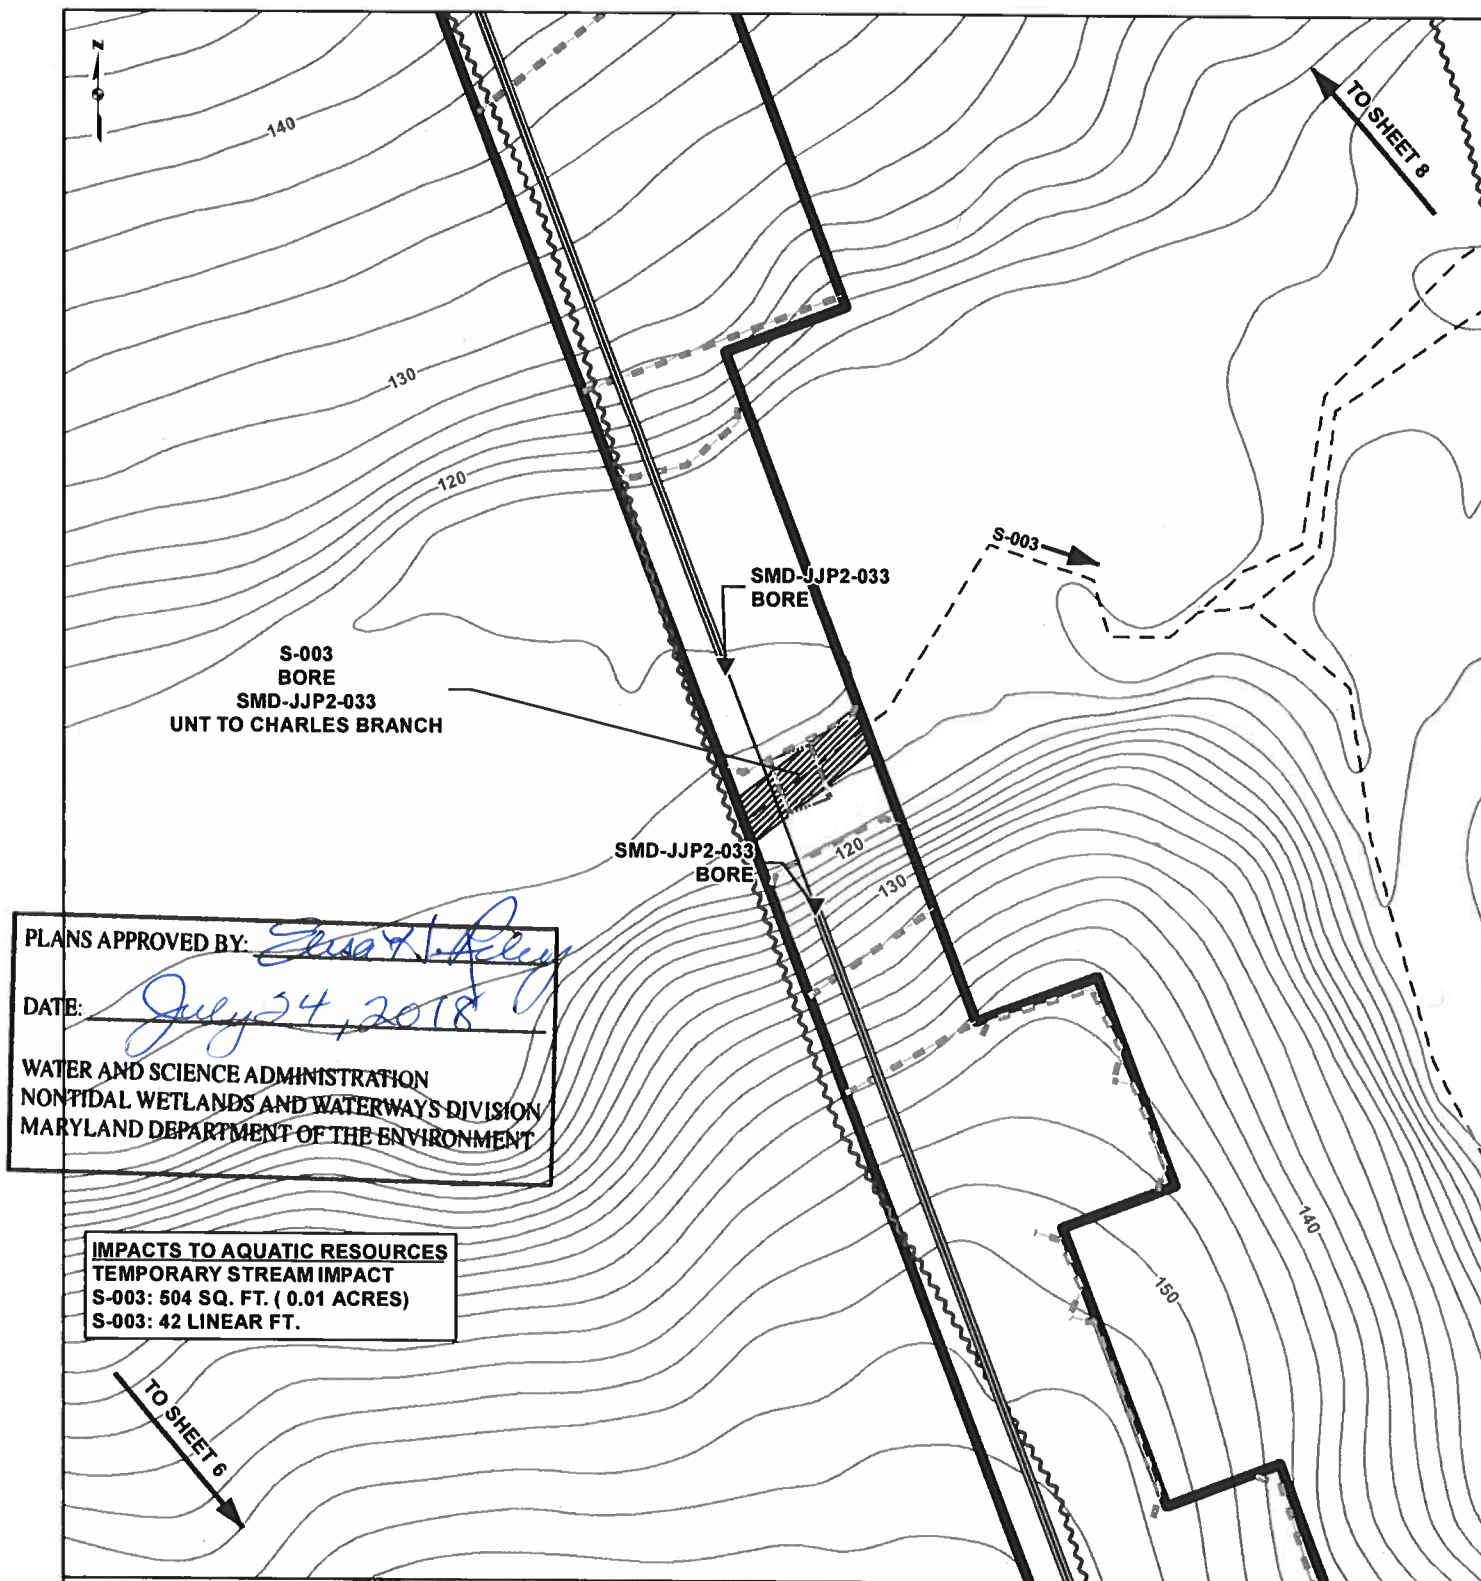 N
140
TO SHEET 8
130
120
S-003
SMD-JJP2-033
BORE
S-003
BORE
SMD-JJP2-033
UNT TO CHARLES BRANCH
SMD-JJP2-033
BORE
120
130
PLANS APPROVED BY:
DATE: July 24, 2018
WATER AND SCIENCE ADMINISTRATION
NONTIDAL WETLANDS AND WATERWAYS DIVISION
MARYLAND DEPARTMENT OF THE ENVIRONMENT
140
150
IMPACTS TO AQUATIC RESOURCES
TEMPORARY STREAM IMPACT
S-003: 504 SQ. FT. ( 0.01 ACRES)
S-003: 42 LINEAR FT.
TO SHEET 6